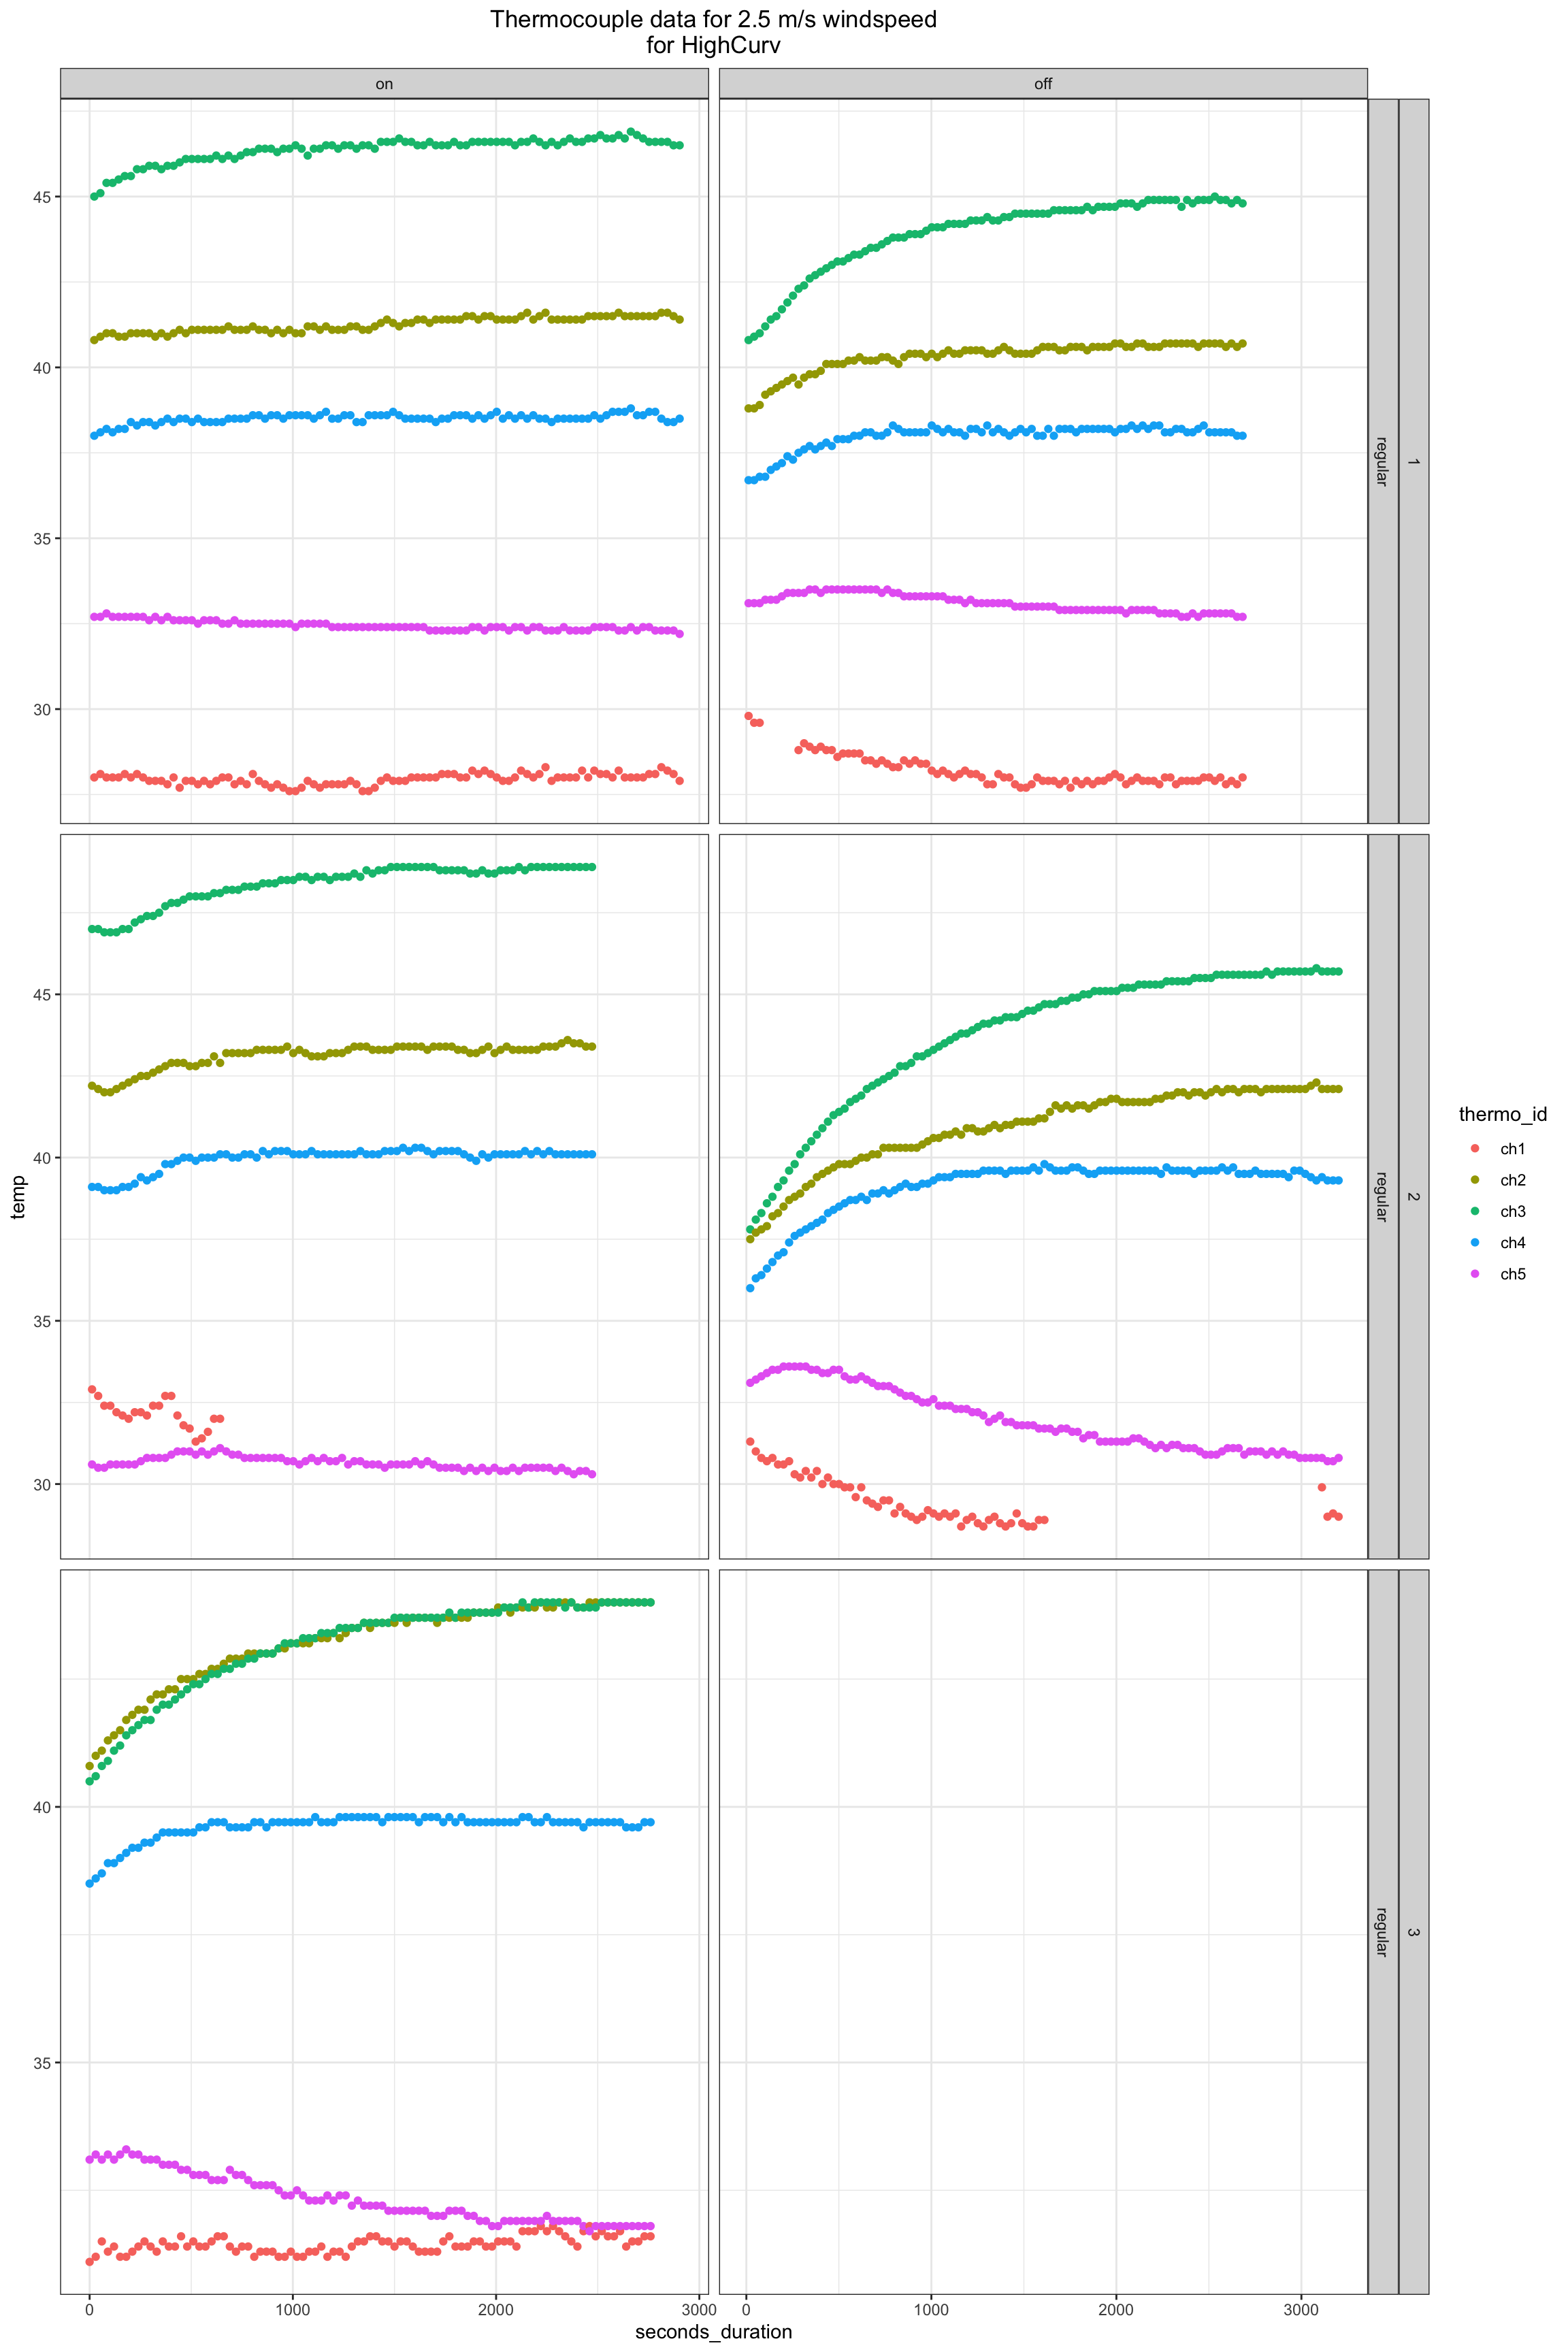 Thermocouple data for 2.5 m/s windspeed
for HighCurv
on
off
45
40
35
30
regular
1
45
40
35
30
regular
2
40
35
regular
3
0
1000
2000
3000
0
1000
2000
3000
seconds_duration
temp
thermo_id
ch1
ch2
ch3
ch4
ch5